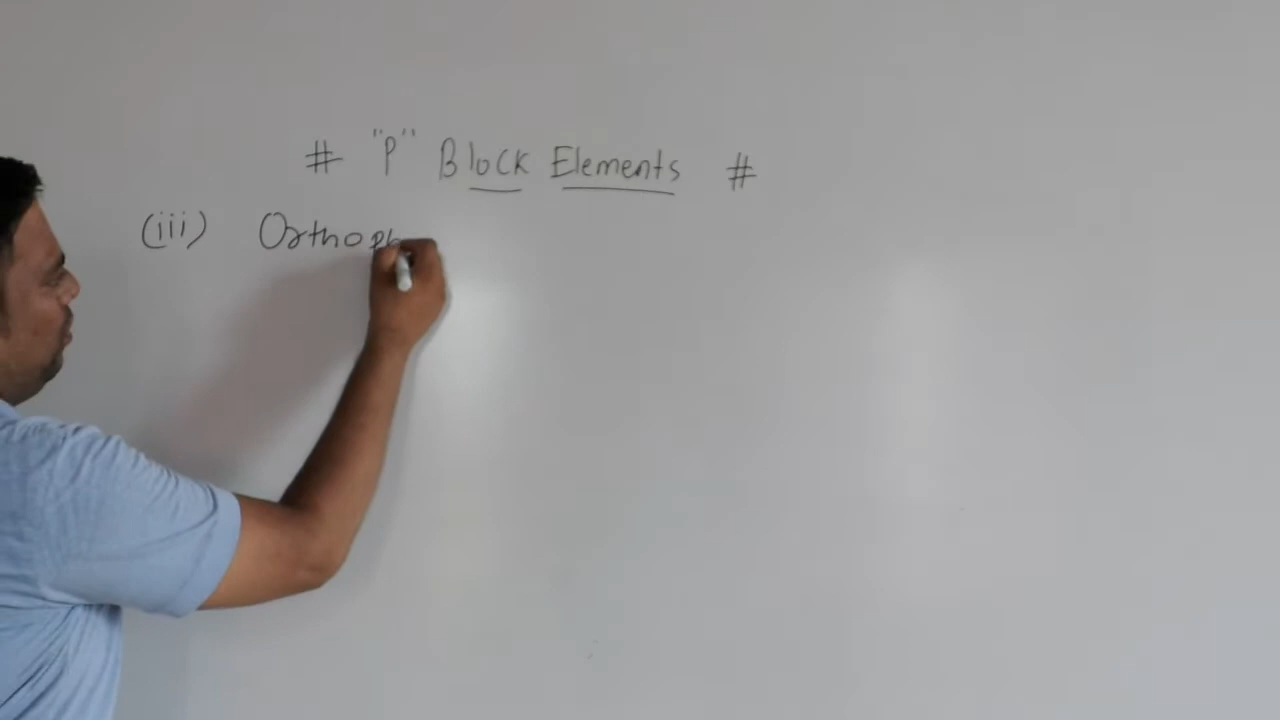 # "P" Block Elements #
(iii) Orthoph